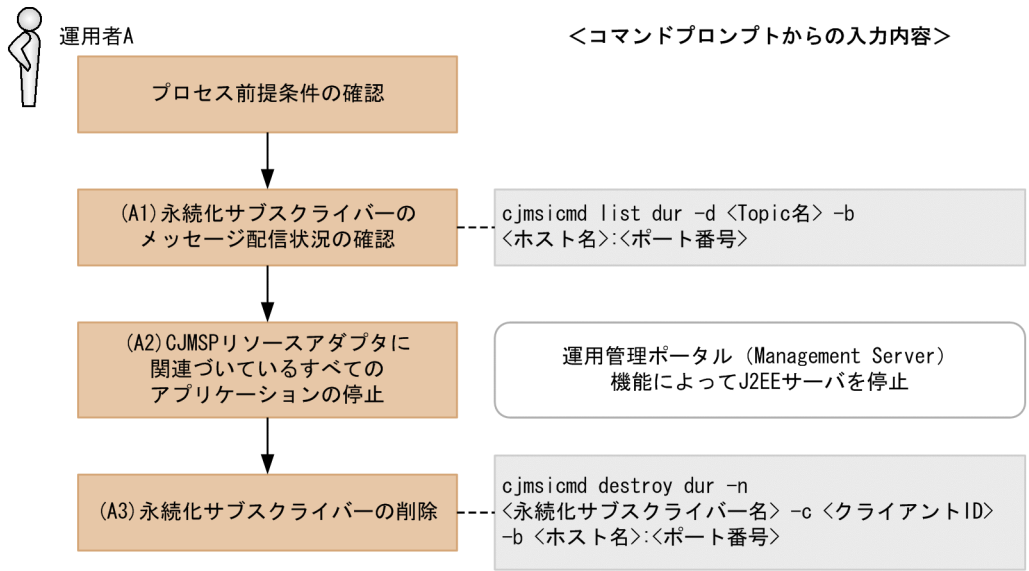 運用者A
＜コマンドプロンプトからの入力内容＞
プロセス前提条件の確認
(A1)永続化サブスクライバーの
メッセージ配信状況の確認
cjmsicmd list dur -d <Topic名> -b
<ホスト名>:<ポート番号>
(A2)CJMSPリソースアダプタに
関連づいているすべての
アプリケーションの停止
運用管理ポータル（Management Server）
機能によってJ2EEサーバを停止
(A3)永続化サブスクライバーの削除
cjmsicmd destroy dur -n
<永続化サブスクライバー名> -c <クライアントID>
-b <ホスト名>:<ポート番号>